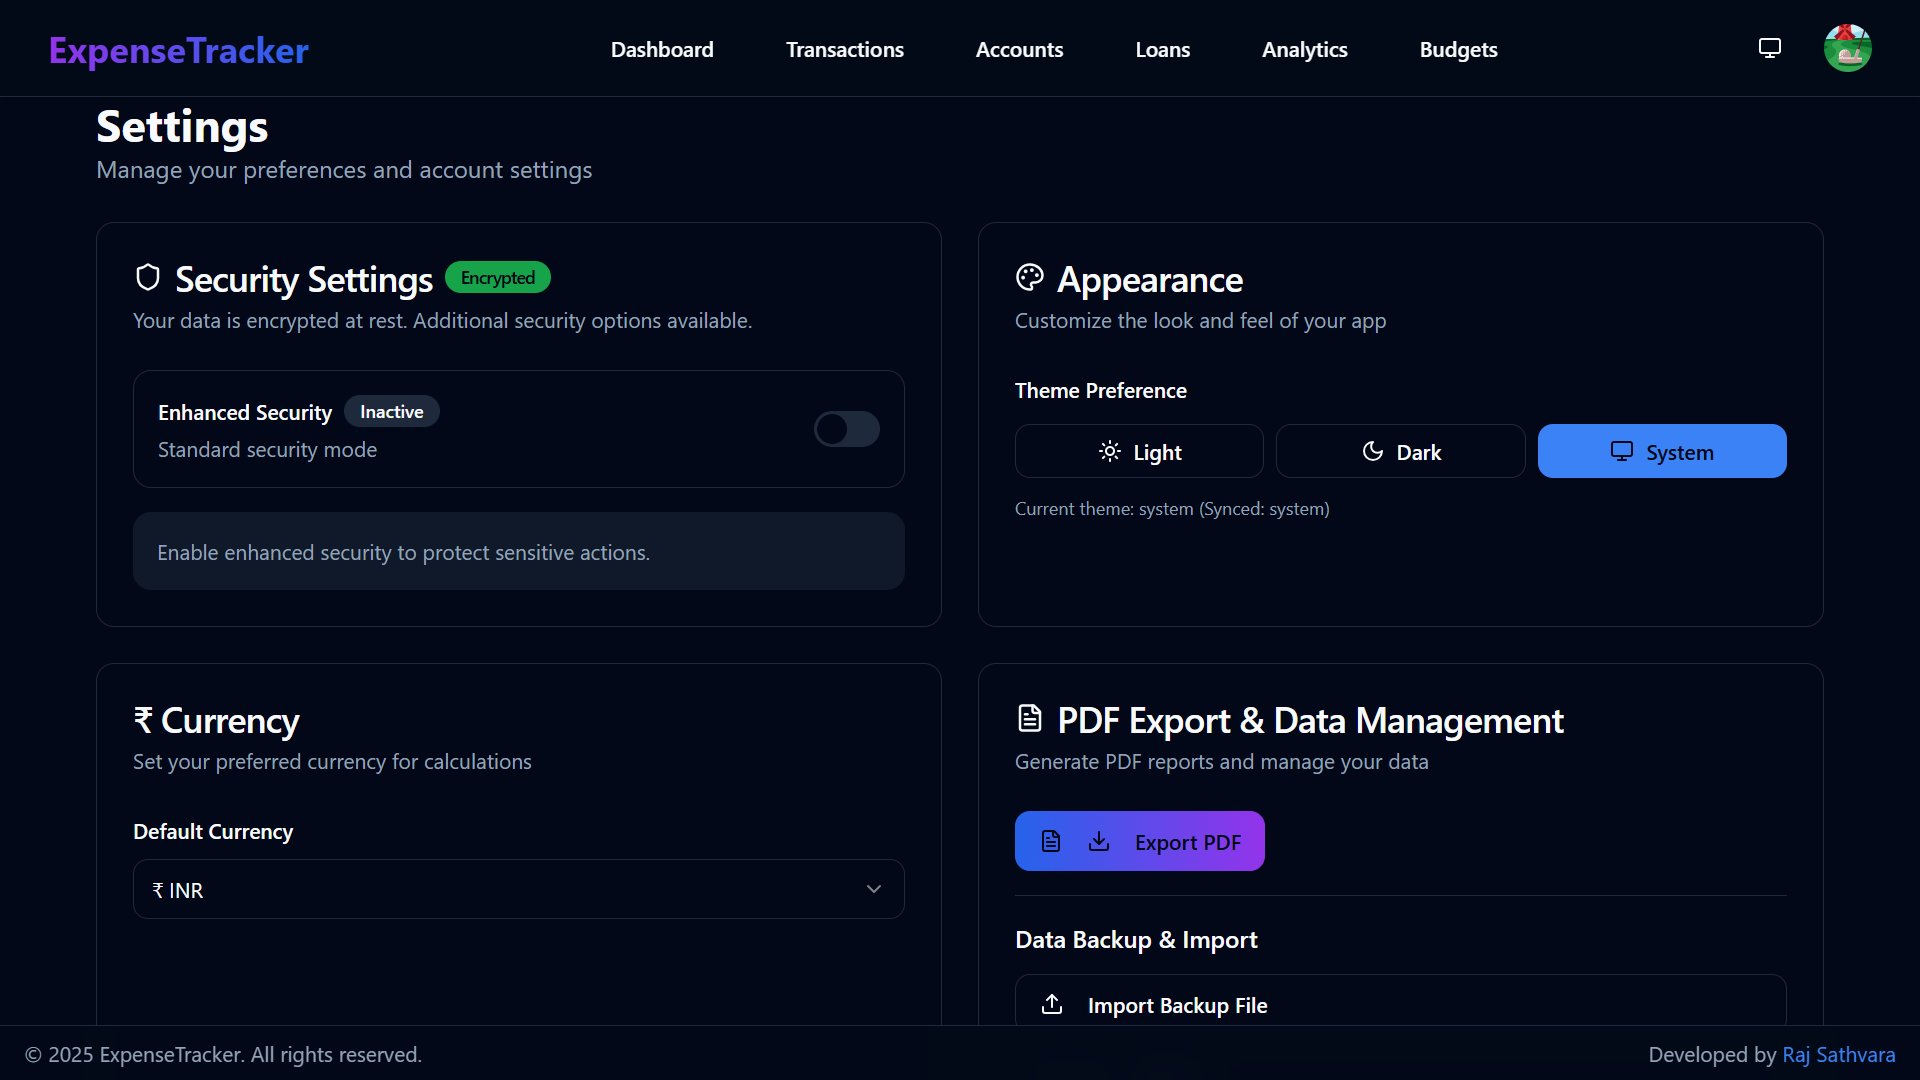 ExpenseTracker
Dashboard
Transactions
Accounts
Loans
Analytics
Budgets
Settings
Manage your preferences and account settings
Security Settings
Encrypted
Your data is encrypted at rest. Additional security options available.
Enhanced Security
Inactive
Standard security mode
Enable enhanced security to protect sensitive actions.
Appearance
Customize the look and feel of your app
Theme Preference
Light
Dark
System
Current theme: system (Synced: system)
₹ Currency
Set your preferred currency for calculations
Default Currency
₹ INR
PDF Export & Data Management
Generate PDF reports and manage your data
Export PDF
Data Backup & Import
Import Backup File
© 2025 ExpenseTracker. All rights reserved.
Developed by Raj Sathvara